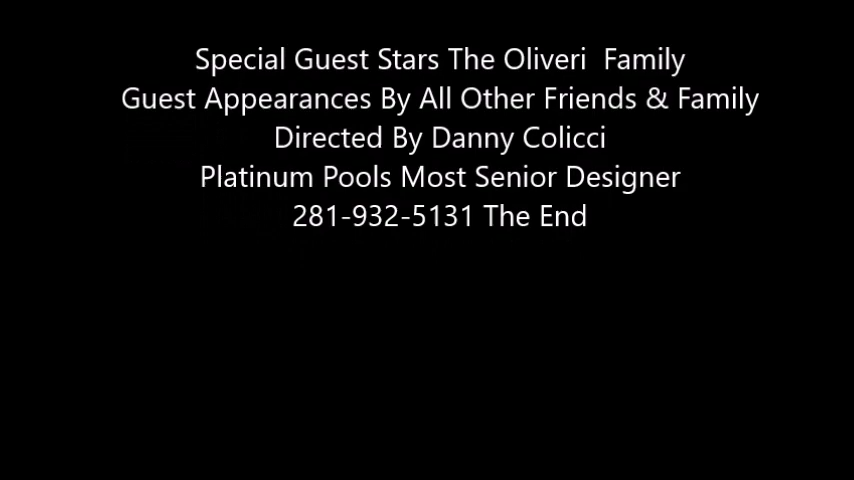 Special Guest Stars The Oliveri  Family
Guest Appearances By All Other Friends & Family
Directed By Danny Colicci
Platinum Pools Most Senior Designer
281-932-5131 The End